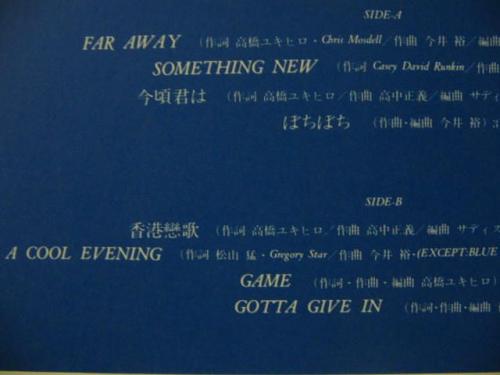 SIDE-A
FAR AWAY (作詞 高橋ユキヒロ・Chris Mosdell/作曲 今井 裕/編曲
SOMETHING NEW (作詞 Casey David Rankin/作曲
今頃君は (作詞 高橋ユキヒロ/作曲 高中正義/編曲 サディ
ぼちぼち (作曲・編曲 今井裕) 3
SIDE-B
香港戀歌 (作詞 高橋ユキヒロ/作曲 高中正義/編曲 サディス
A COOL EVENING (作詞 松山 猛・Gregory Star/作曲 今井 裕・(EXCEPT:BLUE
GAME (作詞・作曲・編曲 高橋ユキヒロ)
GOTTA GIVE IN (作詞・作曲・編曲